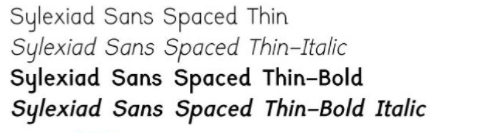 Sylexiad Sans Spaced Thin
Sylexiad Sans Spaced Thin–Italic
Sylexiad Sans Spaced Thin–Bold
Sylexiad Sans Spaced Thin–Bold Italic